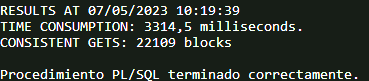 RESULTS AT 07/05/2023 10:19:39
TIME CONSUMPTION: 3314,5 milliseconds.
CONSISTENT GETS: 22109 blocks
Procedimiento PL/SQL terminado correctamente.